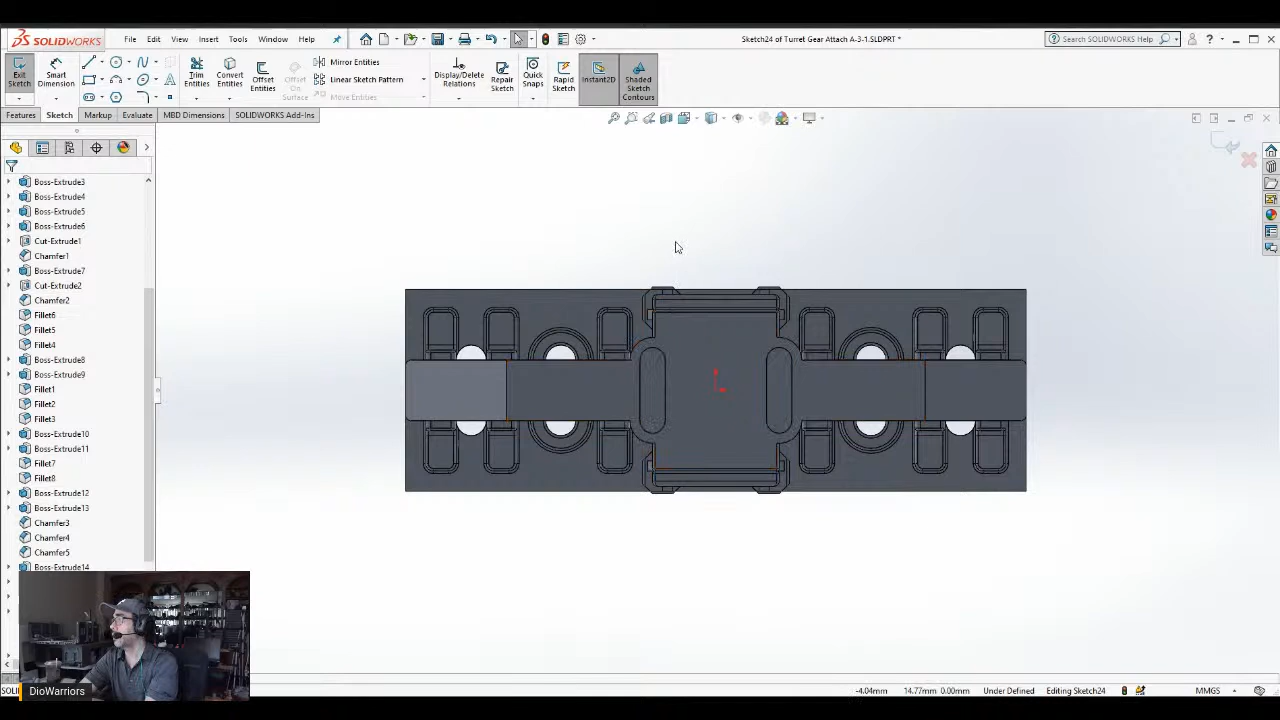 SOLIDWORKS
File Edit View Insert Tools Window Help
Sketch24 of Turret Gear Attach A-3-1.SLDPRT *
Search SOLIDWORKS Help
Exit Sketch
Smart Dimension
Trim Entities
Convert Entities
Offset Entities
Offset On Surface
Mirror Entities
Linear Sketch Pattern
Move Entities
Display/Delete Relations
Repair Sketch
Quick Snaps
Rapid Sketch
Instant2D
Shaded Sketch Contours
Features Sketch Markup Evaluate MBD Dimensions SOLIDWORKS Add-Ins
Boss-Extrude3
Boss-Extrude4
Boss-Extrude5
Boss-Extrude6
Cut-Extrude1
Chamfer1
Boss-Extrude7
Cut-Extrude2
Chamfer2
Fillet6
Fillet5
Fillet4
Boss-Extrude8
Boss-Extrude9
Fillet1
Fillet2
Fillet3
Boss-Extrude10
Boss-Extrude11
Fillet7
Fillet8
Boss-Extrude12
Boss-Extrude13
Chamfer3
Chamfer4
Chamfer5
Boss-Extrude14
DioWarriors
-4.04mm 14.77mm 0.00mm Under Defined Editing Sketch24 MMGS